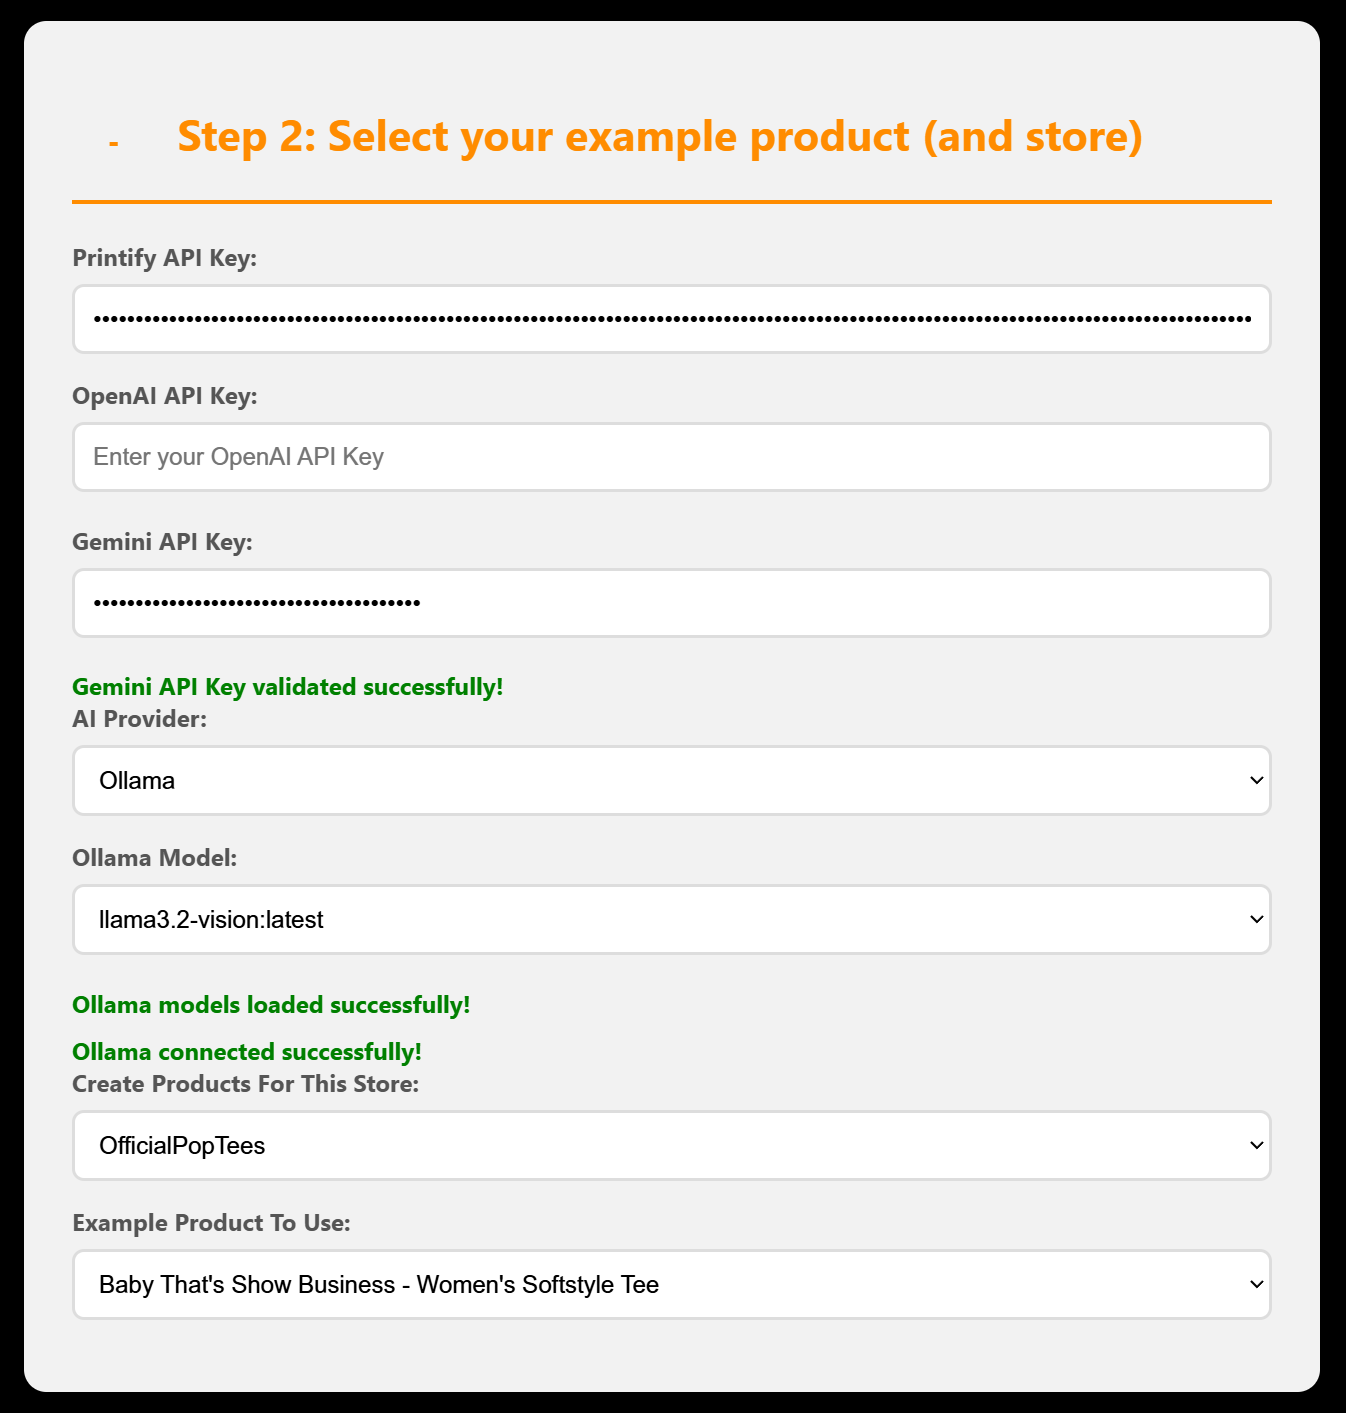 - Step 2: Select your example product (and store)
Printify API Key:
OpenAI API Key:
Enter your OpenAI API Key
Gemini API Key:
Gemini API Key validated successfully!
AI Provider:
Ollama
Ollama Model:
llama3.2-vision:latest
Ollama models loaded successfully!
Ollama connected successfully!
Create Products For This Store:
OfficialPopTees
Example Product To Use:
Baby That's Show Business - Women's Softstyle Tee